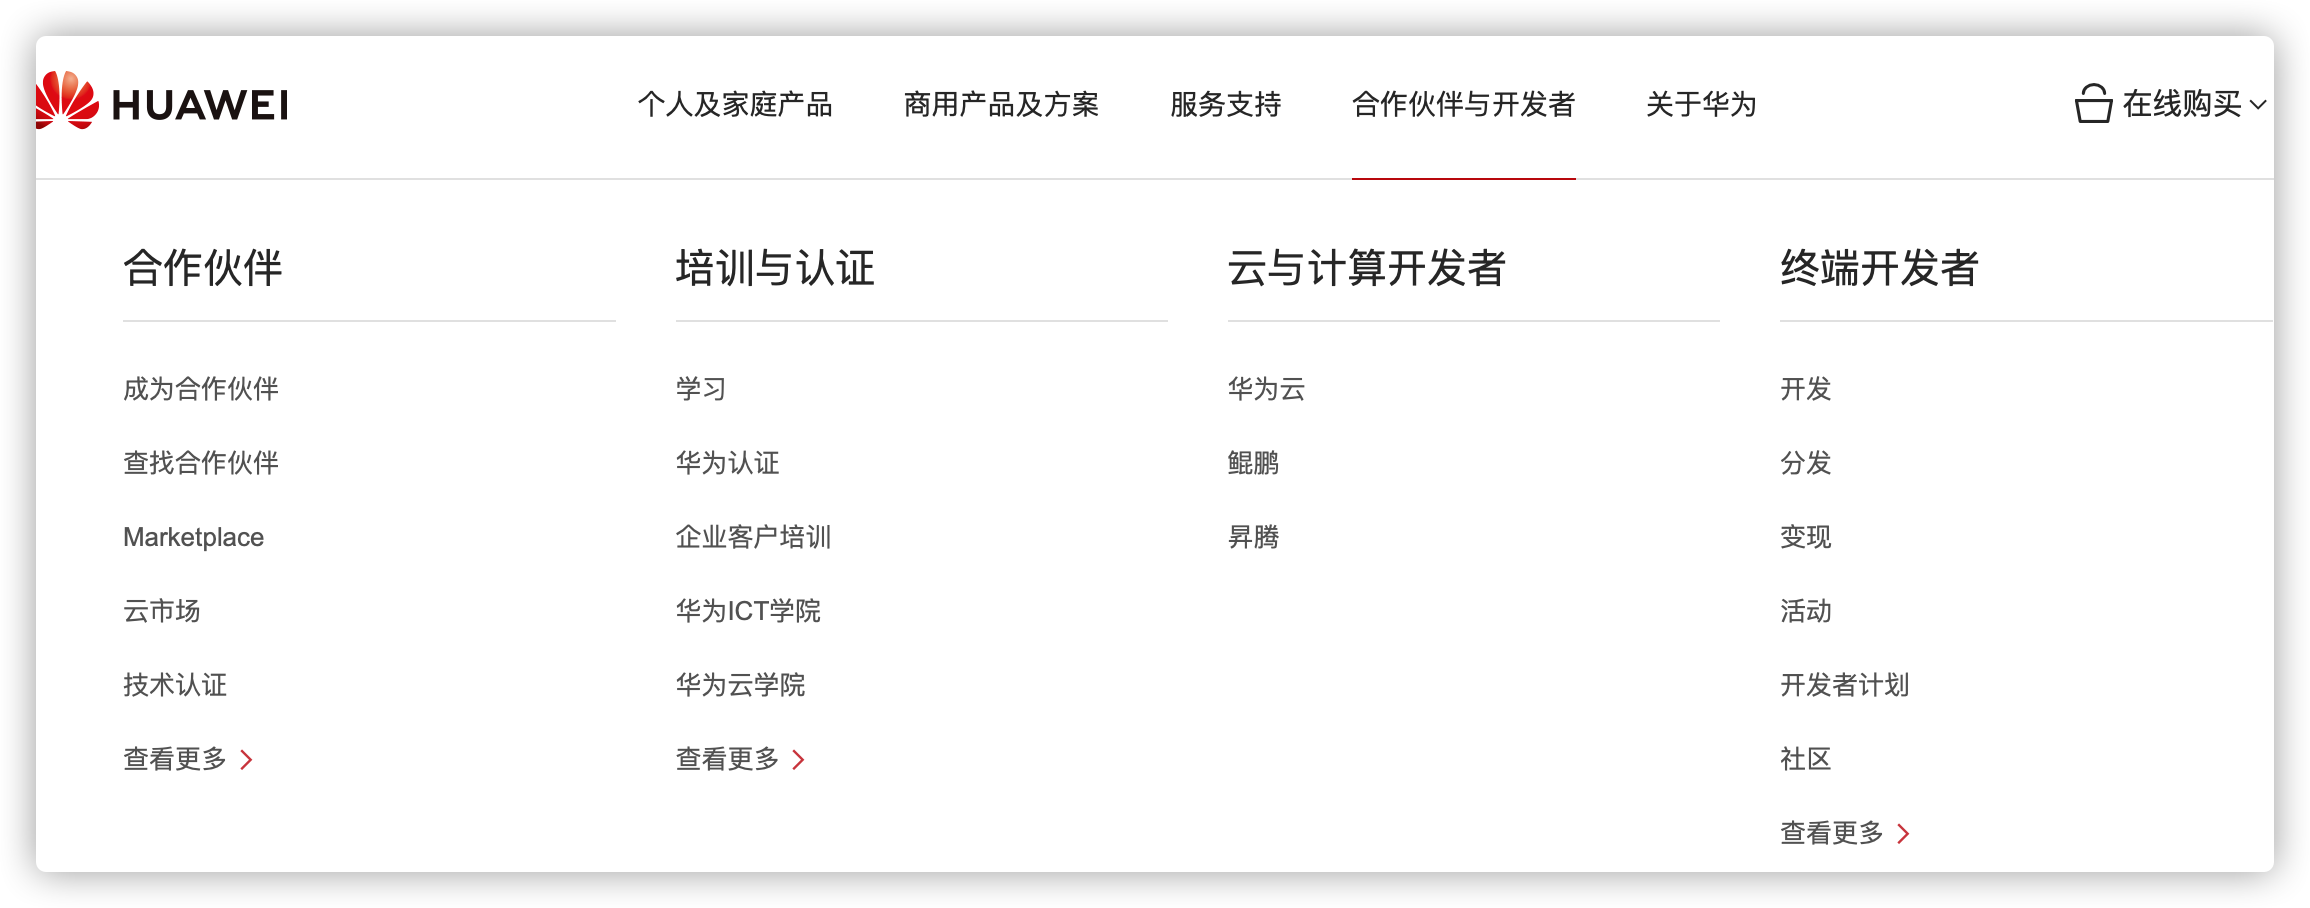 HUAWEI
个人及家庭产品
商用产品及方案
服务支持
合作伙伴与开发者
关于华为
在线购买
合作伙伴
成为合作伙伴
查找合作伙伴
Marketplace
云市场
技术认证
查看更多
培训与认证
学习
华为认证
企业客户培训
华为ICT学院
华为云学院
查看更多
云与计算开发者
华为云
鲲鹏
昇腾
终端开发者
开发
分发
变现
活动
开发者计划
社区
查看更多